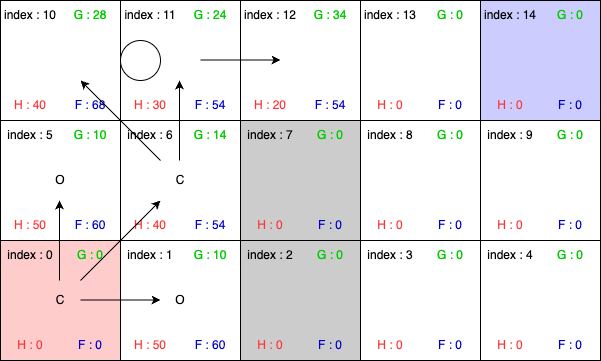 index : 10 G : 28 index : 11 G : 24 index : 12 G : 34 index : 13 G : 0 index : 14 G : 0
H : 40 F : 68 H : 30 F : 54 H : 20 F : 54 H : 0 F : 0 H : 0 F : 0
index : 5 G : 10 index : 6 G : 14 index : 7 G : 0 index : 8 G : 0 index : 9 G : 0
O C
H : 50 F : 60 H : 40 F : 54 H : 0 F : 0 H : 0 F : 0 H : 0 F : 0
index : 0 G : 0 index : 1 G : 10 index : 2 G : 0 index : 3 G : 0 index : 4 G : 0
C O
H : 0 F : 0 H : 50 F : 60 H : 0 F : 0 H : 0 F : 0 H : 0 F : 0